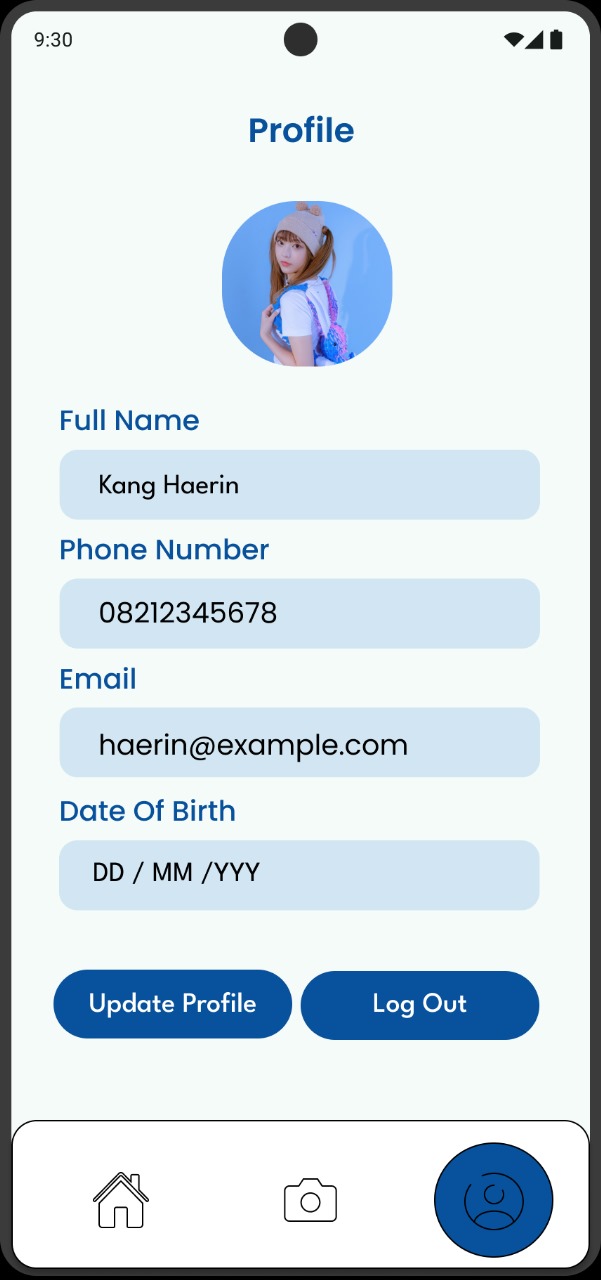 9:30
Profile
Full Name
Kang Haerin
Phone Number
08212345678
Email
haerin@example.com
Date Of Birth
DD / MM /YYY
Update Profile
Log Out